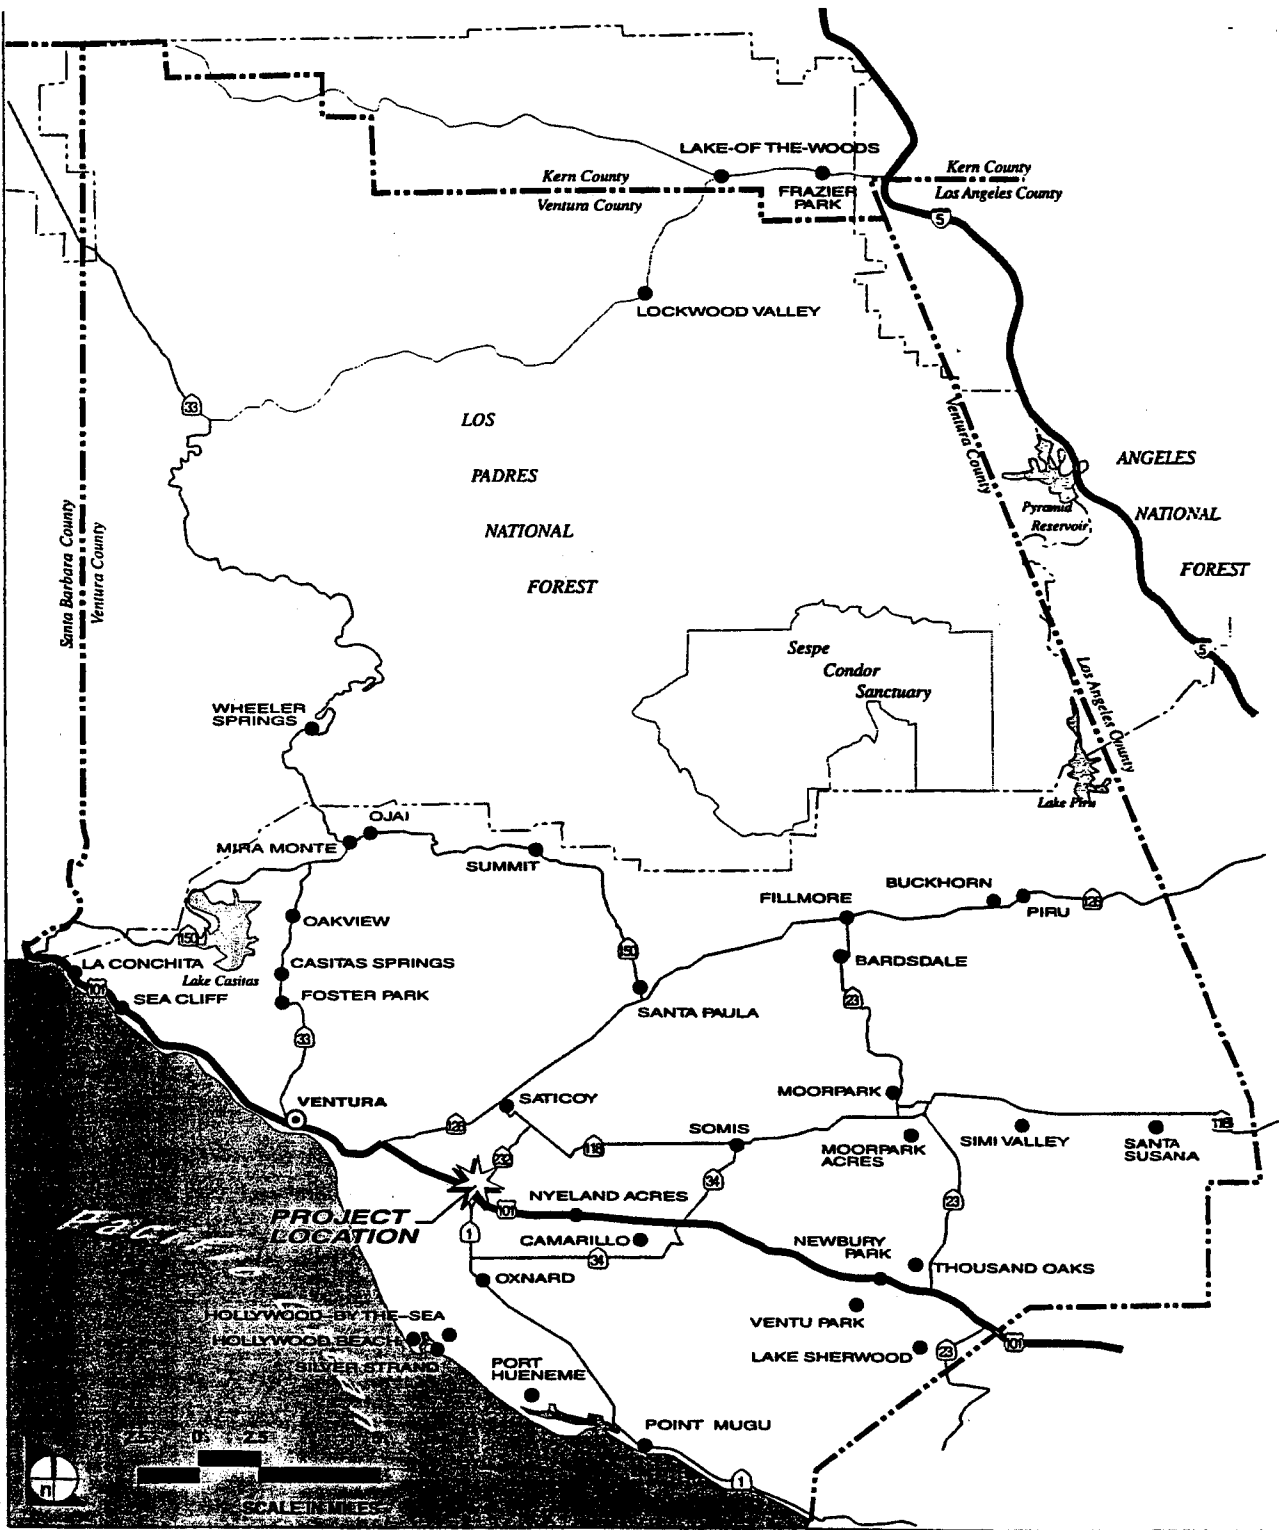 LAKE-OF THE-WOODS
Kern County
Kern County
FRAZIER
PARK
Los Angeles County
Ventura County
5
LOCKWOOD VALLEY
33
LOS
PADRES
NATIONAL
FOREST
Ventura County
ANGELES
NATIONAL
FOREST
Pyramid
Reservoir
Santa Barbara County
Ventura County
Sespe
Condor
Sanctuary
5
Los Angeles County
WHEELER
SPRINGS
Lake Piru
OJAI
MIRA MONTE
SUMMIT
BUCKHORN
FILLMORE
PIRU
126
OAKVIEW
150
150
LA CONCHITA
CASITAS SPRINGS
BARDSDALE
Lake Casitas
101
SEA CLIFF
FOSTER PARK
23
SANTA PAULA
33
MOORPARK
VENTURA
SATICOY
126
118
SOMIS
118
MOORPARK
ACRES
SIMI VALLEY
SANTA
SUSANA
232
34
NYELAND ACRES
23
101
PROJECT
LOCATION
1
CAMARILLO
34
NEWBURY
PARK
THOUSAND OAKS
OXNARD
Pacific
HOLLYWOOD-BY-THE-SEA
VENTU PARK
HOLLYWOOD BEACH
101
LAKE SHERWOOD
23
SILVER STRAND
PORT
HUENEME
POINT MUGU
2.5 0 2.5
1
n
SCALE IN MILES